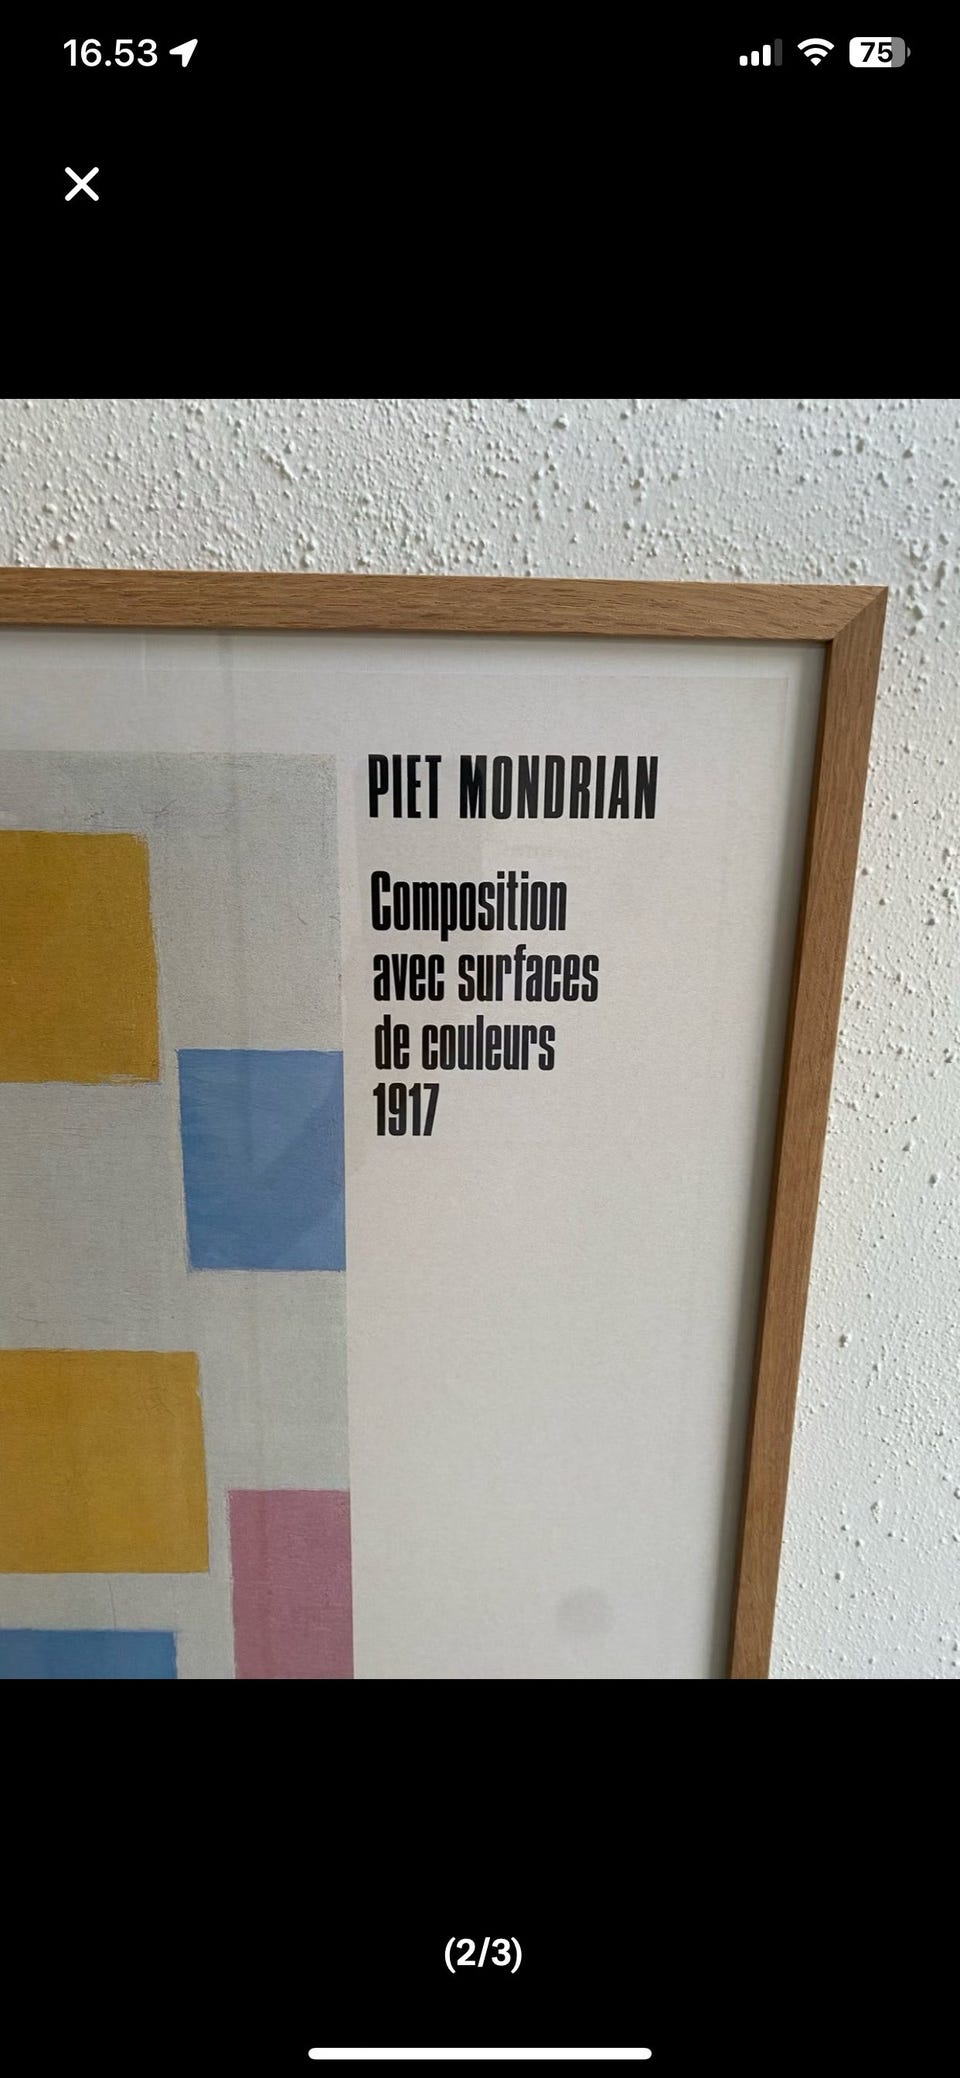 16.53
75
PIET MONDRIAN
Composition
avec surfaces
de couleurs
1917
(2/3)